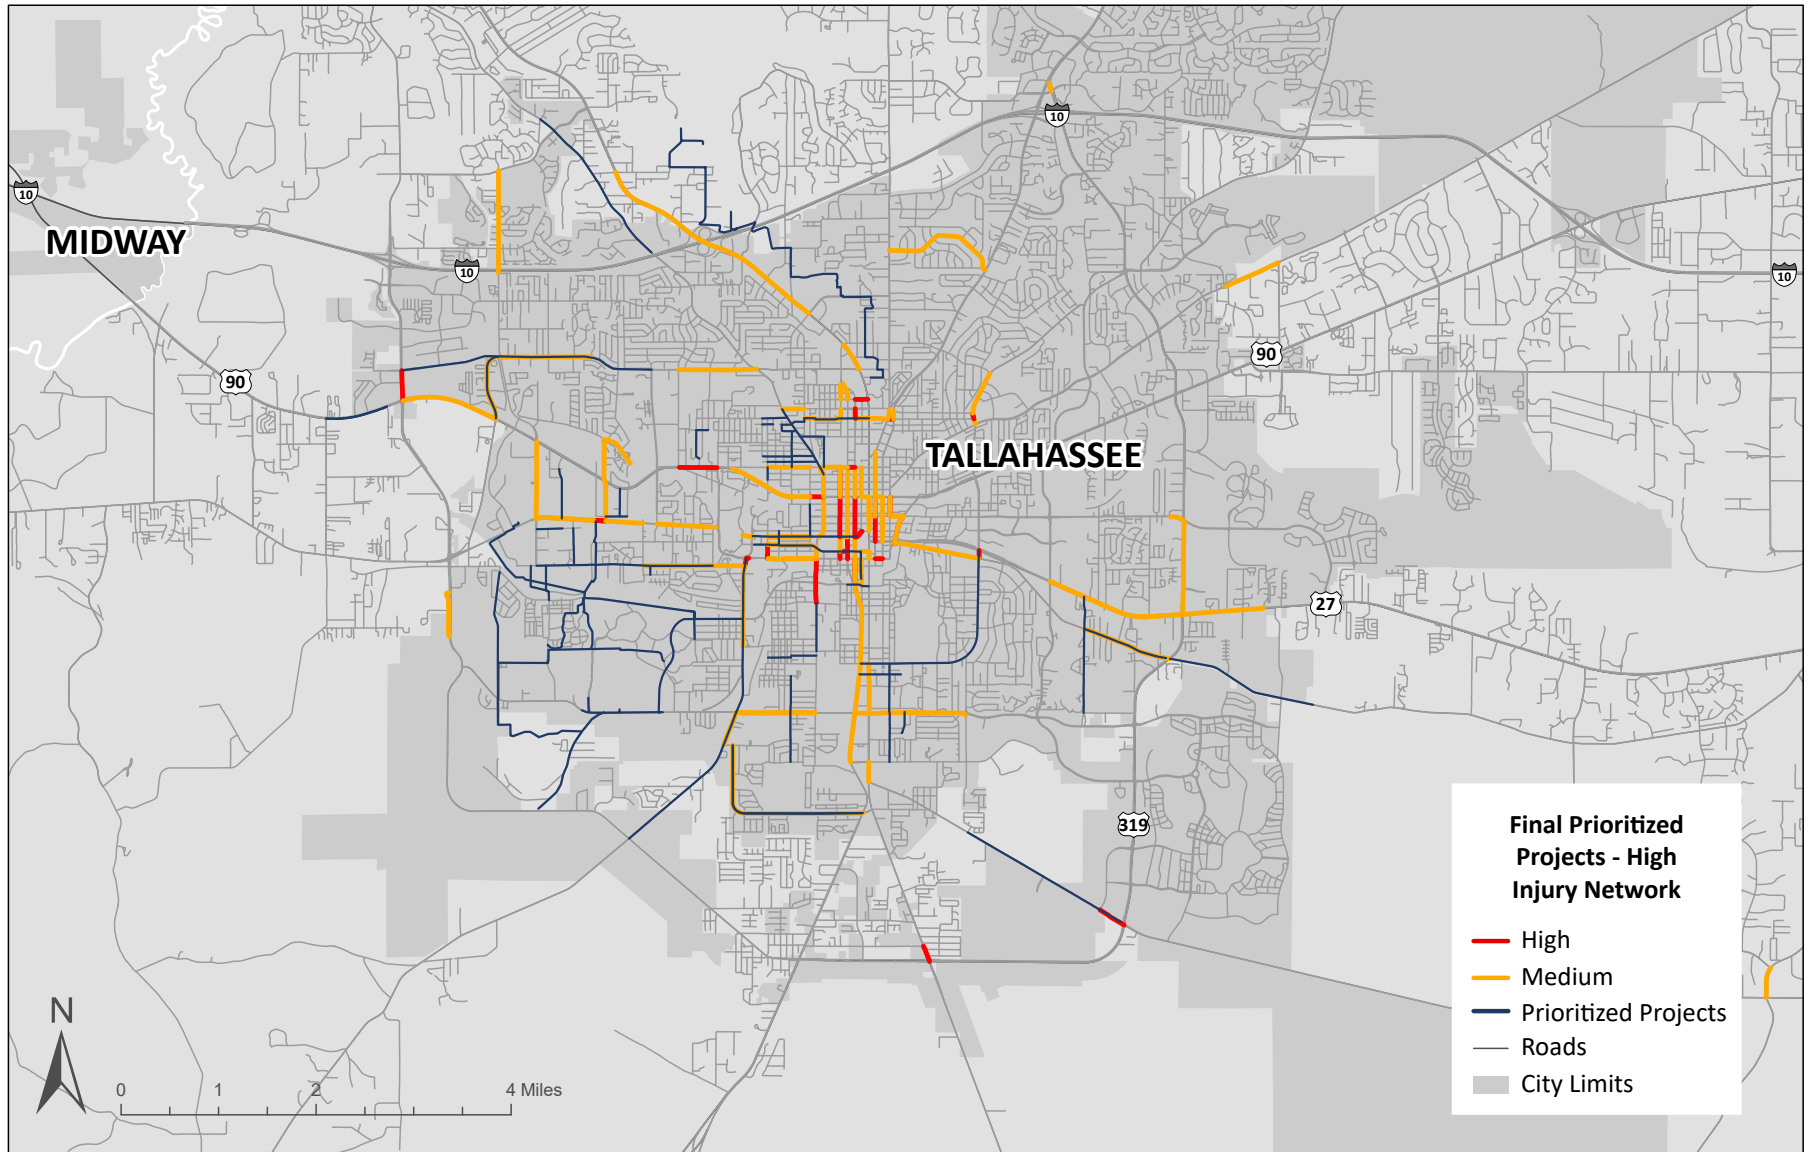 10
10
MIDWAY
10
10
90
90
TALLAHASSEE
27
319
Final Prioritized
Projects - High
Injury Network
High
Medium
Prioritized Projects
Roads
City Limits
N
0 1 2 4 Miles